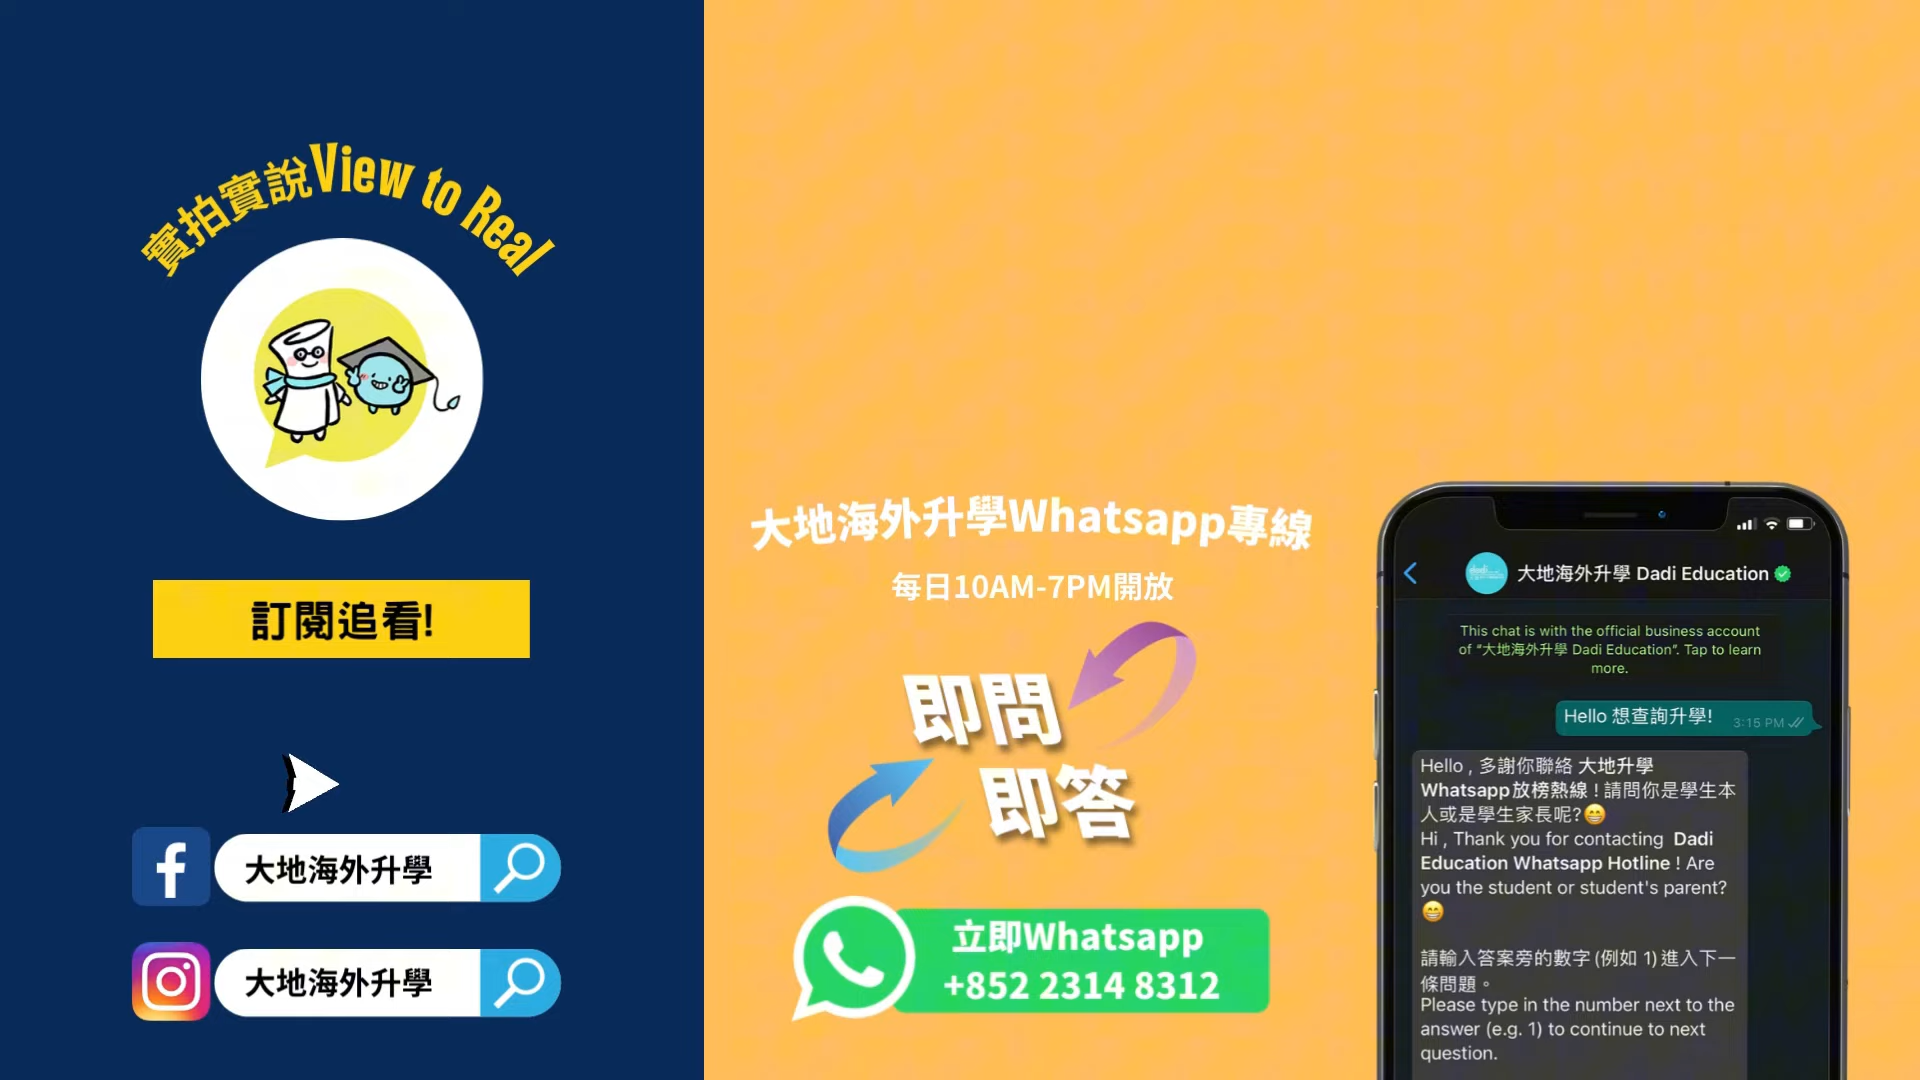 實拍實說View to Real
訂閱追看!
大地海外升學
大地海外升學
大地海外升學Whatsapp專線
每日10AM-7PM開放
即問
即答
立即Whatsapp
+852 2314 8312
大地海外升學 Dadi Education
This chat is with the official business account
of “大地海外升學 Dadi Education”. Tap to learn
more.
Hello 想查詢升學!
3:15 PM
Hello , 多謝你聯絡 大地升學
Whatsapp放榜熱線 ! 請問你是學生本
人或是學生家長呢?😁
Hi , Thank you for contacting Dadi
Education Whatsapp Hotline ! Are
you the student or student's parent?
😁
請輸入答案旁的數字 (例如 1) 進入下一
條問題。
Please type in the number next to the
answer (e.g. 1) to continue to next
question.